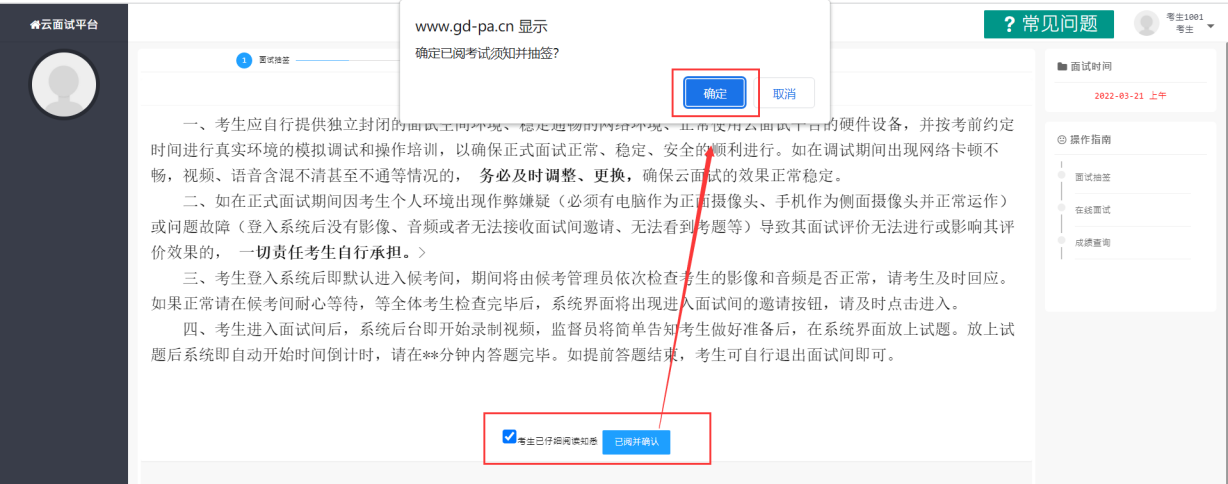 云面试平台
www.gd-pa.cn 显示
确定已阅考试须知并抽签?
确定
取消
? 常见问题
考生1001
考生
1 面试抽签
一、考生应自行提供独立封闭的面试空间环境、稳定通畅的网络环境、正常使用云面试平台的硬件设备，并按考前约定
时间进行真实环境的模拟调试和操作培训，以确保正式面试正常、稳定、安全的顺利进行。如在调试期间出现网络卡顿不
畅，视频、语音含混不清甚至不通等情况的， 务必及时调整、更换，确保云面试的效果正常稳定。
二、如在正式面试期间因考生个人环境出现作弊嫌疑（必须有电脑作为正面摄像头、手机作为侧面摄像头并正常运作）
或问题故障（登入系统后没有影像、音频或者无法接收面试间邀请、无法看到考题等）导致其面试评价无法进行或影响其评
价效果的， 一切责任考生自行承担。>
三、考生登入系统后即默认进入候考间，期间将由候考管理员依次检查考生的影像和音频是否正常，请考生及时回应。
如果正常请在候考间耐心等待，等全体考生检查完毕后，系统界面将出现进入面试间的邀请按钮，请及时点击进入。
四、考生进入面试间后，系统后台即开始录制视频，监督员将简单告知考生做好准备后，在系统界面放上试题。放上试
题后系统即自动开始时间倒计时，请在**分钟内答题完毕。如提前答题结束，考生可自行退出面试间即可。
考生已仔细阅读知悉
已阅并确认
面试时间
2022-03-21 上午
操作指南
面试抽签
在线面试
成绩查询